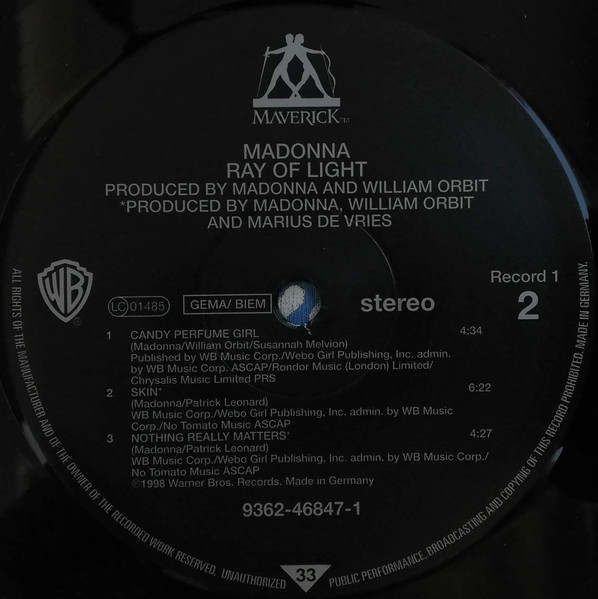 MAVERICK TM
MADONNA
RAY OF LIGHT
PRODUCED BY MADONNA AND WILLIAM ORBIT
*PRODUCED BY MADONNA, WILLIAM ORBIT
AND MARIUS DE VRIES
WB ®
LC 01485
GEMA/ BIEM
stereo
Record 1
2
1 CANDY PERFUME GIRL 4:34
(Madonna/William Orbit/Susannah Melvion)
Published by WB Music Corp./Webo Girl Publishing, Inc. admin.
by WB Music Corp. ASCAP/Rondor Music (London) Limited/
Chrysalis Music Limited PRS
2 SKIN* 6:22
(Madonna/Patrick Leonard)
WB Music Corp./Webo Girl Publishing, Inc. admin. by WB Music
Corp./No Tomato Music ASCAP
3 NOTHING REALLY MATTERS* 4:27
(Madonna/Patrick Leonard)
WB Music Corp./Webo Girl Publishing, Inc. admin. by WB Music Corp./
No Tomato Music ASCAP
℗1998 Warner Bros. Records. Made in Germany
9362-46847-1
ALL RIGHTS OF THE MANUFACTURER AND OF THE OWNER OF THE RECORDED WORK RESERVED. UNAUTHORIZED PUBLIC PERFORMANCE, BROADCASTING AND COPYING OF THIS RECORD PROHIBITED. MADE IN GERMANY.
33